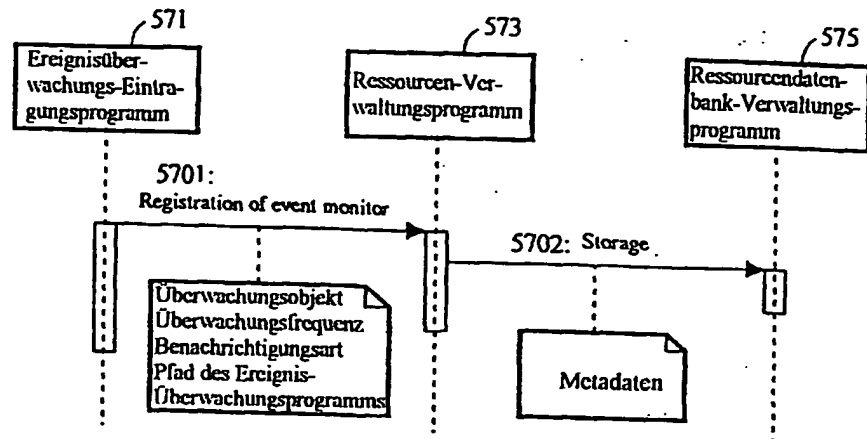 571
Ereignisüber-
wachungs-Eintra-
gungsprogramm
573
Ressourcen-Ver-
waltungsprogramm
575
Ressourcendaten-
bank-Verwaltungs-
programm
5701:
Registration of event monitor
5702: Storage
Überwachungsobjekt
Überwachungsfrequenz
Benachrichtigungsart
Pfad des Ereignis-
Überwachungsprogramms
Metadaten